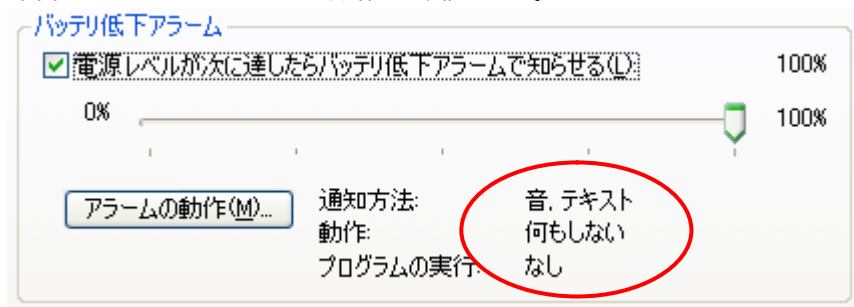 バッテリ低下アラーム
電源レベルが次に達したらバッテリ低下アラームで知らせる(L): 100%
0% 100%
アラームの動作(M)... 通知方法: 音, テキスト
動作: 何もしない
プログラムの実行: なし